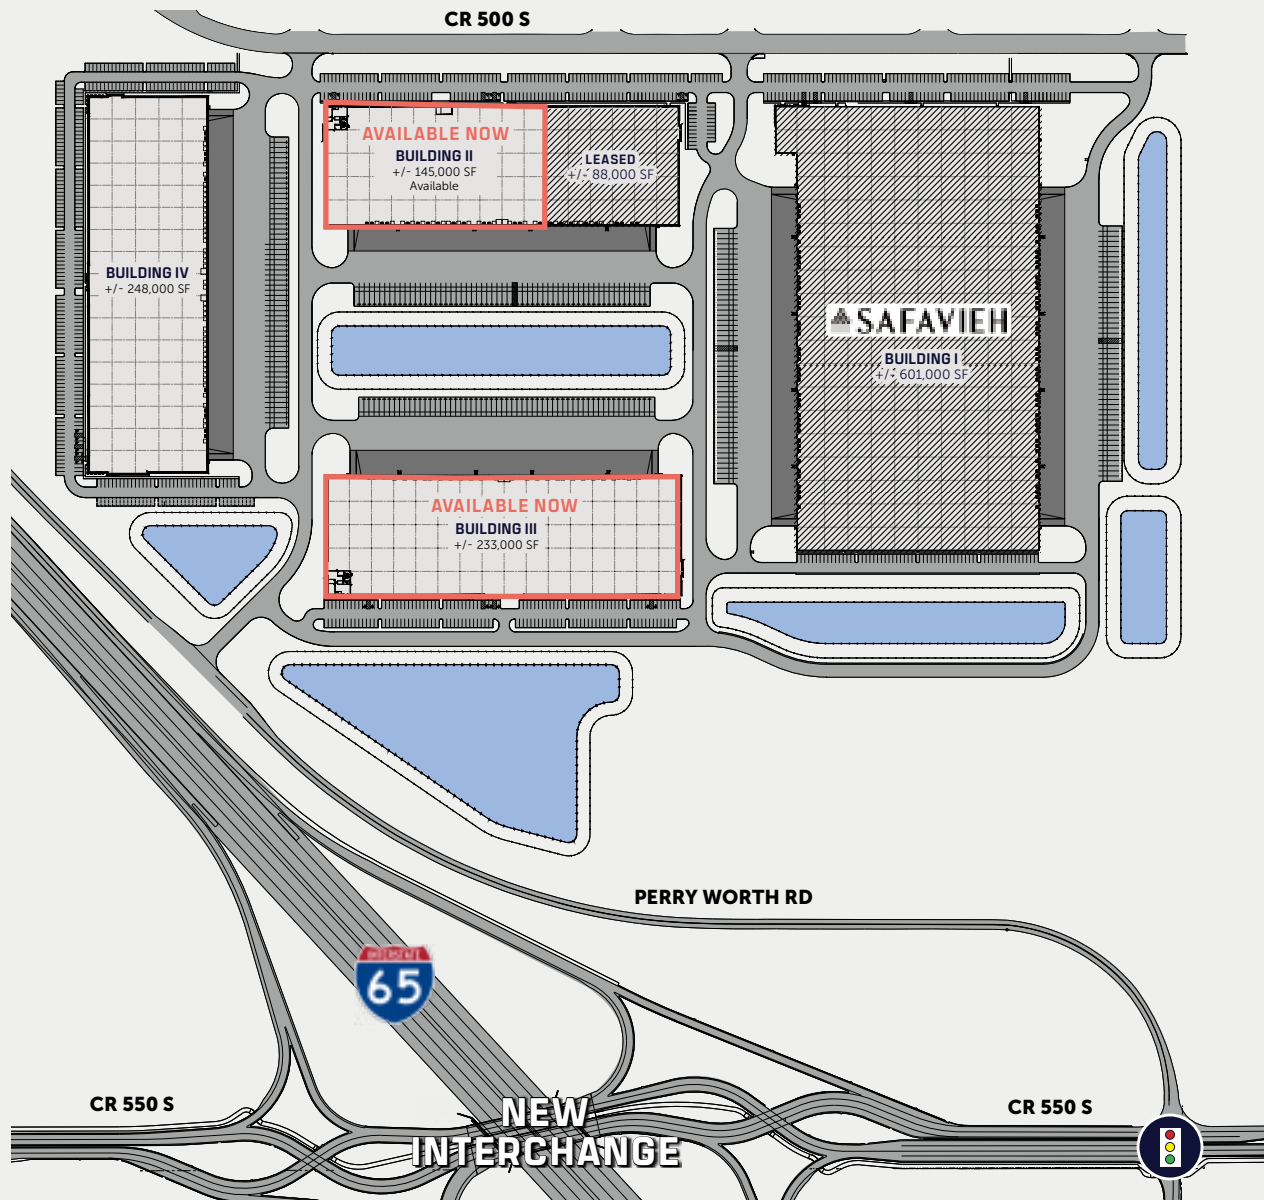 CR 500 S
AVAILABLE NOW
BUILDING II
+/- 145,000 SF
Available
LEASED
+/- 88,000 SF
BUILDING IV
+/- 248,000 SF
SAFAVIEH
BUILDING I
+/- 601,000 SF
AVAILABLE NOW
BUILDING III
+/- 233,000 SF
PERRY WORTH RD
INTERSTATE
65
CR 550 S
NEW
INTERCHANGE
CR 550 S